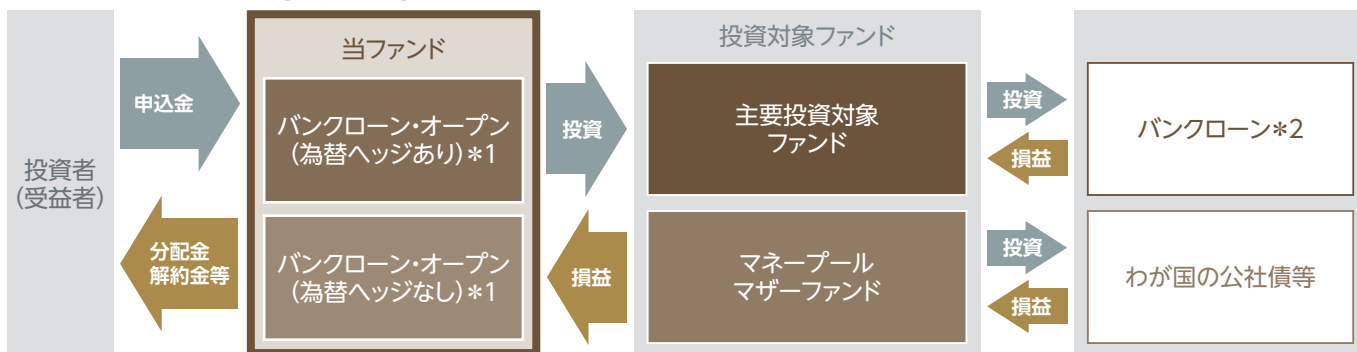 投資者
(受益者)
申込金
分配金
解約金等
当ファンド
バンクローン・オープン
(為替ヘッジあり)*1
バンクローン・オープン
(為替ヘッジなし)*1
投資
損益
投資対象ファンド
主要投資対象
ファンド
マネープール
マザーファンド
投資
損益
投資
損益
バンクローン*2
わが国の公社債等